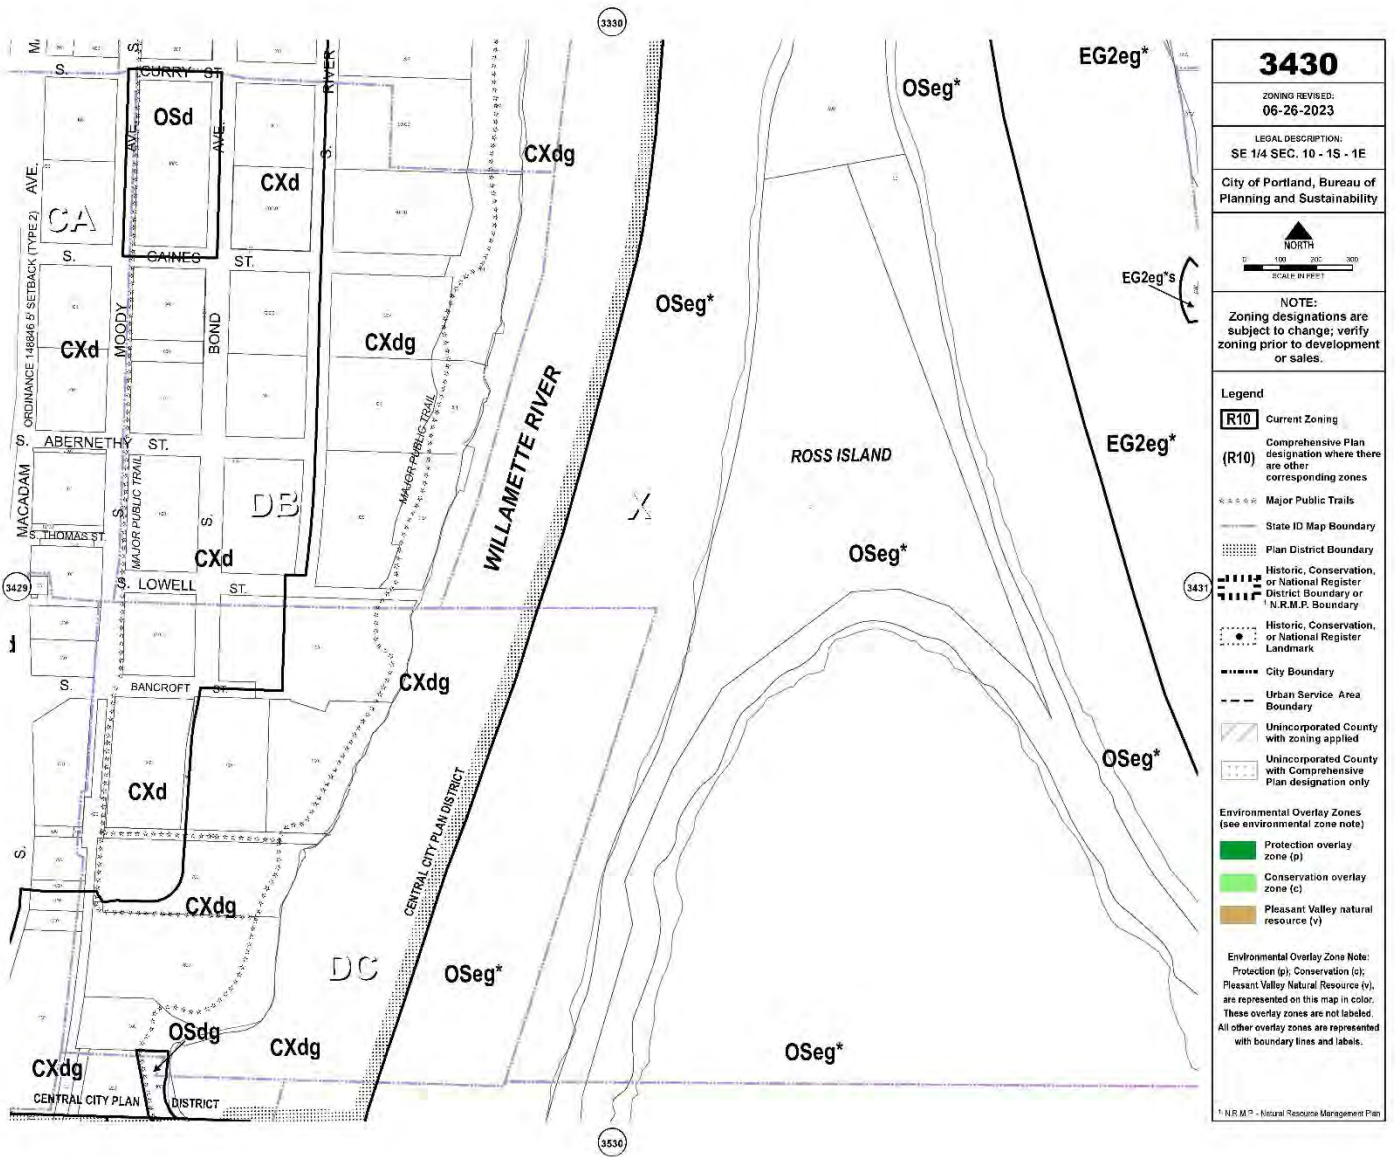 3330
S.
CURRY ST.
AVE.
AVE.
AVE.
RIVER
S.
OSd
CXd
CXdg
CA
ORDINANCE 148846 5' SETBACK (TYPE 2)
S.
GAINES ST.
CXd
MOODY
BOND
CXdg
MAJOR PUBLIC TRAIL
WILLAMETTE RIVER
S. ABERNETHY ST.
MACADAM
S.
MAJOR PUBLIC TRAIL
S.
DB
S. THOMAS ST.
CXd
S. LOWELL ST.
3429
d
S.
BANCROFT ST.
CXdg
CXd
S.
CXdg
CENTRAL CITY PLAN DISTRICT
DC
OSeg*
OSdg
CXdg
CXdg
CENTRAL CITY PLAN DISTRICT
OSeg*
EG2eg*
OSeg*
EG2eg*s
ROSS ISLAND
X
EG2eg*
OSeg*
3431
OSeg*
OSeg*
3530
3430
ZONING REVISED:
06-26-2023
LEGAL DESCRIPTION:
SE 1/4 SEC. 10 - 1S - 1E
City of Portland, Bureau of
Planning and Sustainability
NORTH
0 100 200 300
SCALE IN FEET
NOTE:
Zoning designations are
subject to change; verify
zoning prior to development
or sales.
Legend
R10 Current Zoning
(R10) Comprehensive Plan
designation where there
are other
corresponding zones
Major Public Trails
State ID Map Boundary
Plan District Boundary
Historic, Conservation,
or National Register
District Boundary or
¹ N.R.M.P. Boundary
Historic, Conservation,
or National Register
Landmark
City Boundary
Urban Service Area
Boundary
Unincorporated County
with zoning applied
Unincorporated County
with Comprehensive
Plan designation only
Environmental Overlay Zones
(see environmental zone note)
Protection overlay
zone (p)
Conservation overlay
zone (c)
Pleasant Valley natural
resource (v)
Environmental Overlay Zone Note:
Protection (p); Conservation (c);
Pleasant Valley Natural Resource (v),
are represented on this map in color.
These overlay zones are not labeled.
All other overlay zones are represented
with boundary lines and labels.
¹ N.R.M.P. - Natural Resource Management Plan